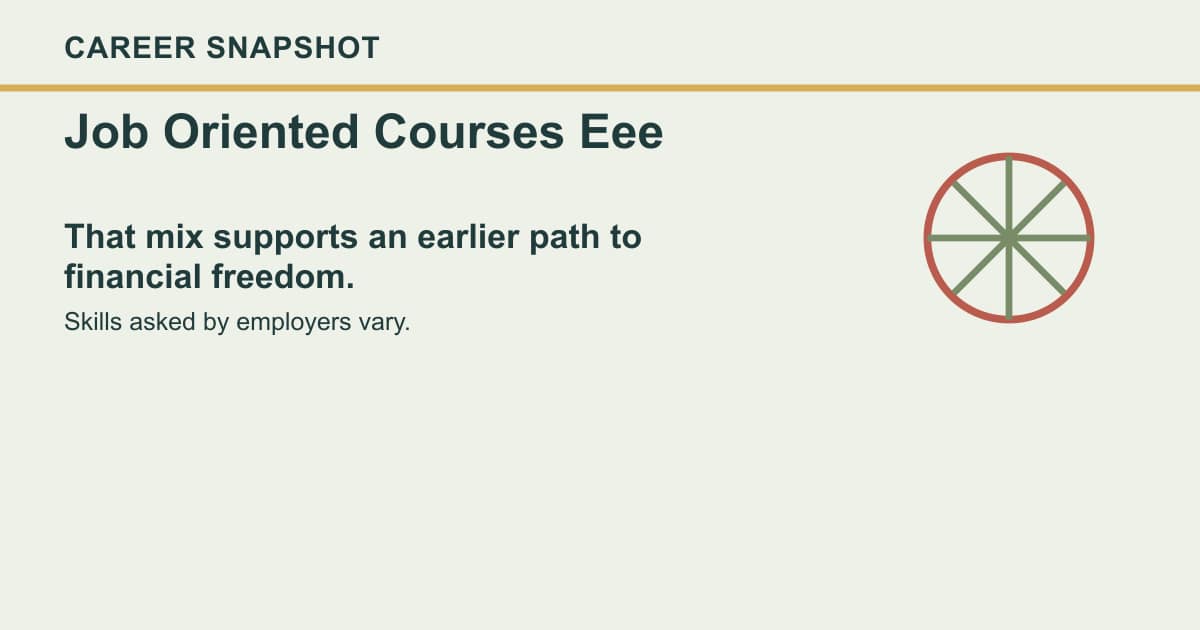 CAREER SNAPSHOT
Job Oriented Courses Eee
That mix supports an earlier path to
financial freedom.
Skills asked by employers vary.